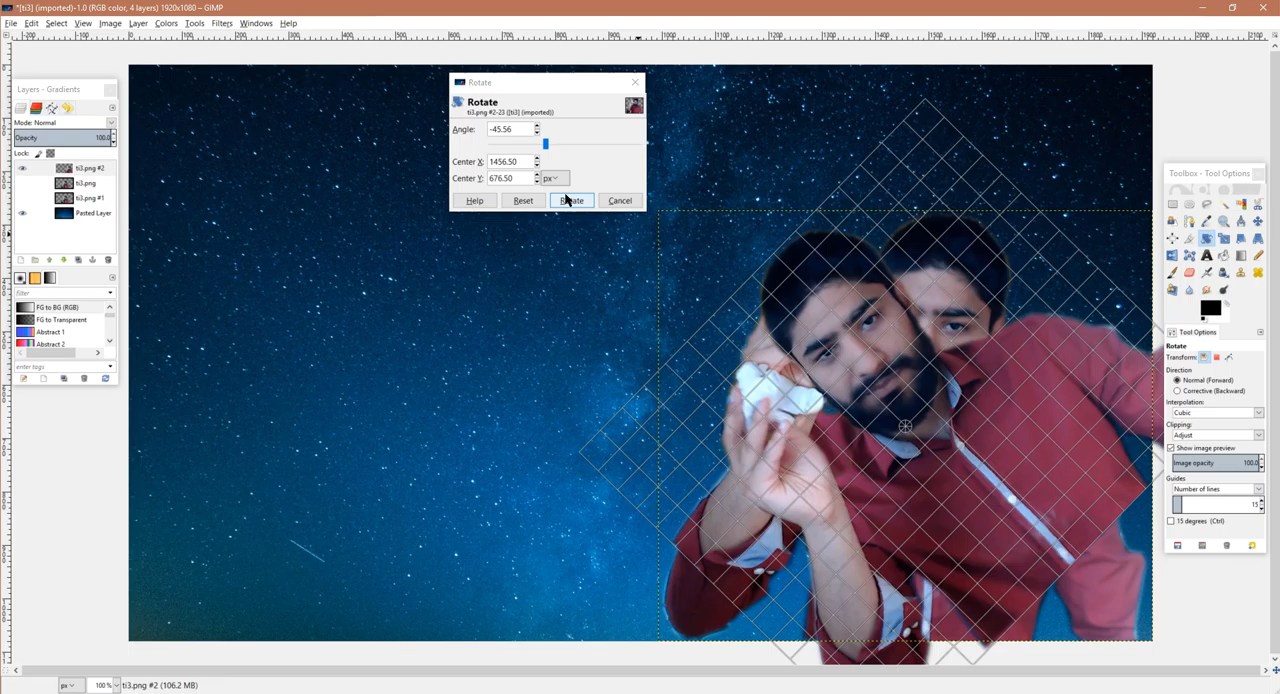 *[ti3] (imported)-1.0 (RGB color, 4 layers) 1920x1080 – GIMP
File Edit Select View Image Layer Colors Tools Filters Windows Help
Layers - Gradients
Mode: Normal
Opacity 100.0
Lock:
ti3.png #2
ti3.png
ti3.png #1
Pasted Layer
filter
FG to BG (RGB)
FG to Transparent
Abstract 1
Abstract 2
enter tags
Rotate
Rotate
ti3.png #2-23 ([ti3] (imported))
Angle: -45.56
Center X: 1456.50
Center Y: 676.50 px
Help Reset Rotate Cancel
Toolbox - Tool Options
Tool Options
Rotate
Transform:
Direction
Normal (Forward)
Corrective (Backward)
Interpolation:
Cubic
Clipping:
Adjust
Show image preview
Image opacity 100.0
Guides
Number of lines
15
15 degrees (Ctrl)
px 100 % ti3.png #2 (106.2 MB)